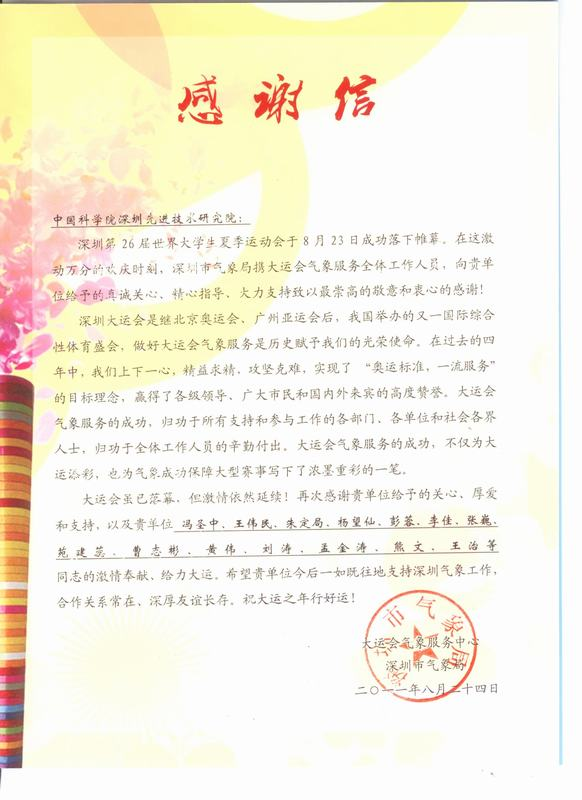 感谢信
中国科学院深圳先进技术研究院：
深圳第 26 届世界大学生夏季运动会于 8 月 23 日成功落下帷幕。在这激
动万分的欢庆时刻，深圳市气象局携大运会气象服务全体工作人员，向贵单
位给予的真诚关心、精心指导、大力支持致以最崇高的敬意和衷心的感谢！
深圳大运会是继北京奥运会、广州亚运会后，我国举办的又一国际综合
性体育盛会，做好大运会气象服务是历史赋予我们的光荣使命。在过去的四
年中，我们上下一心，精益求精，攻坚克难，实现了 “奥运标准，一流服务”
的目标理念，赢得了各级领导、广大市民和国内外来宾的高度赞誉。大运会
气象服务的成功，归功于所有支持和参与工作的各部门、各单位和社会各界
人士，归功于全体工作人员的辛勤付出。大运会气象服务的成功，不仅为大
运添彩，也为气象成功保障大型赛事写下了浓墨重彩的一笔。
大运会虽已落幕，但激情依然延续！再次感谢贵单位给予的关心、厚爱
和支持，以及贵单位 冯圣中、王伟民、朱定局、杨望仙、彭蓉、李佳、张巍、
苑建蕊、曹志彬、黄伟、刘涛、孟金涛、熊文、王治等
同志的激情奉献、给力大运。希望贵单位今后一如既往地支持深圳气象工作，
合作关系常在、深厚友谊长存。祝大运之年行好运！
大运会气象服务中心
深圳市气象局
二〇一一年八月二十四日
深圳市气象局